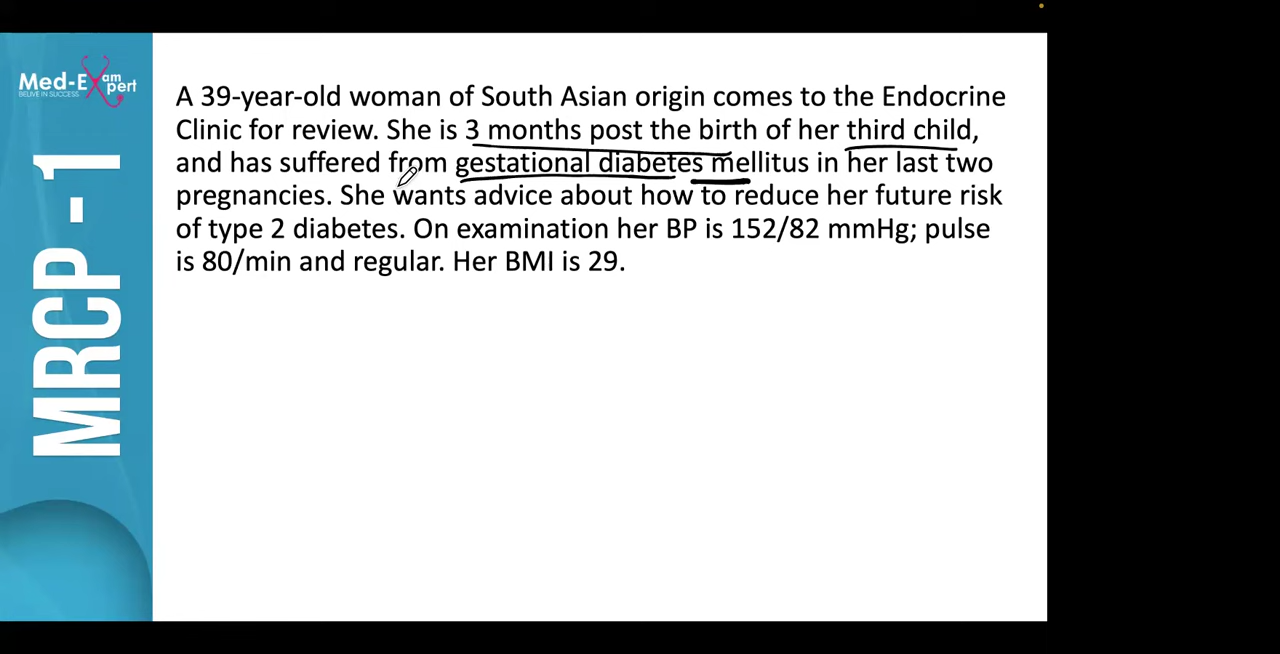 Med-Exam
pert
BELIVE IN SUCCESS
MRCP - 1
A 39-year-old woman of South Asian origin comes to the Endocrine
Clinic for review. She is 3 months post the birth of her third child,
and has suffered from gestational diabetes mellitus in her last two
pregnancies. She wants advice about how to reduce her future risk
of type 2 diabetes. On examination her BP is 152/82 mmHg; pulse
is 80/min and regular. Her BMI is 29.